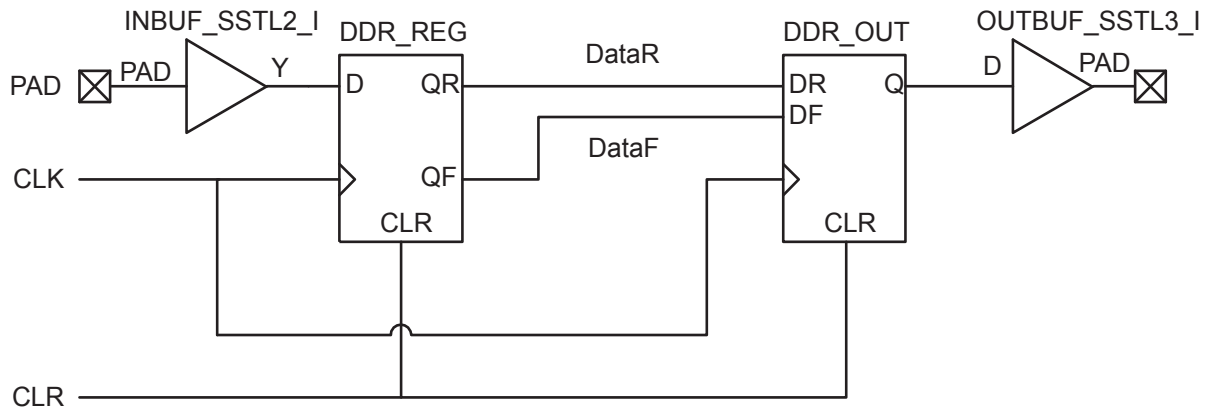 INBUF_SSTL2_I
DDR_REG
DDR_OUT
OUTBUF_SSTL3_I
PAD
PAD
Y
D
QR
DataR
DR
Q
D
PAD
DF
DataF
CLK
QF
CLR
CLR
CLR